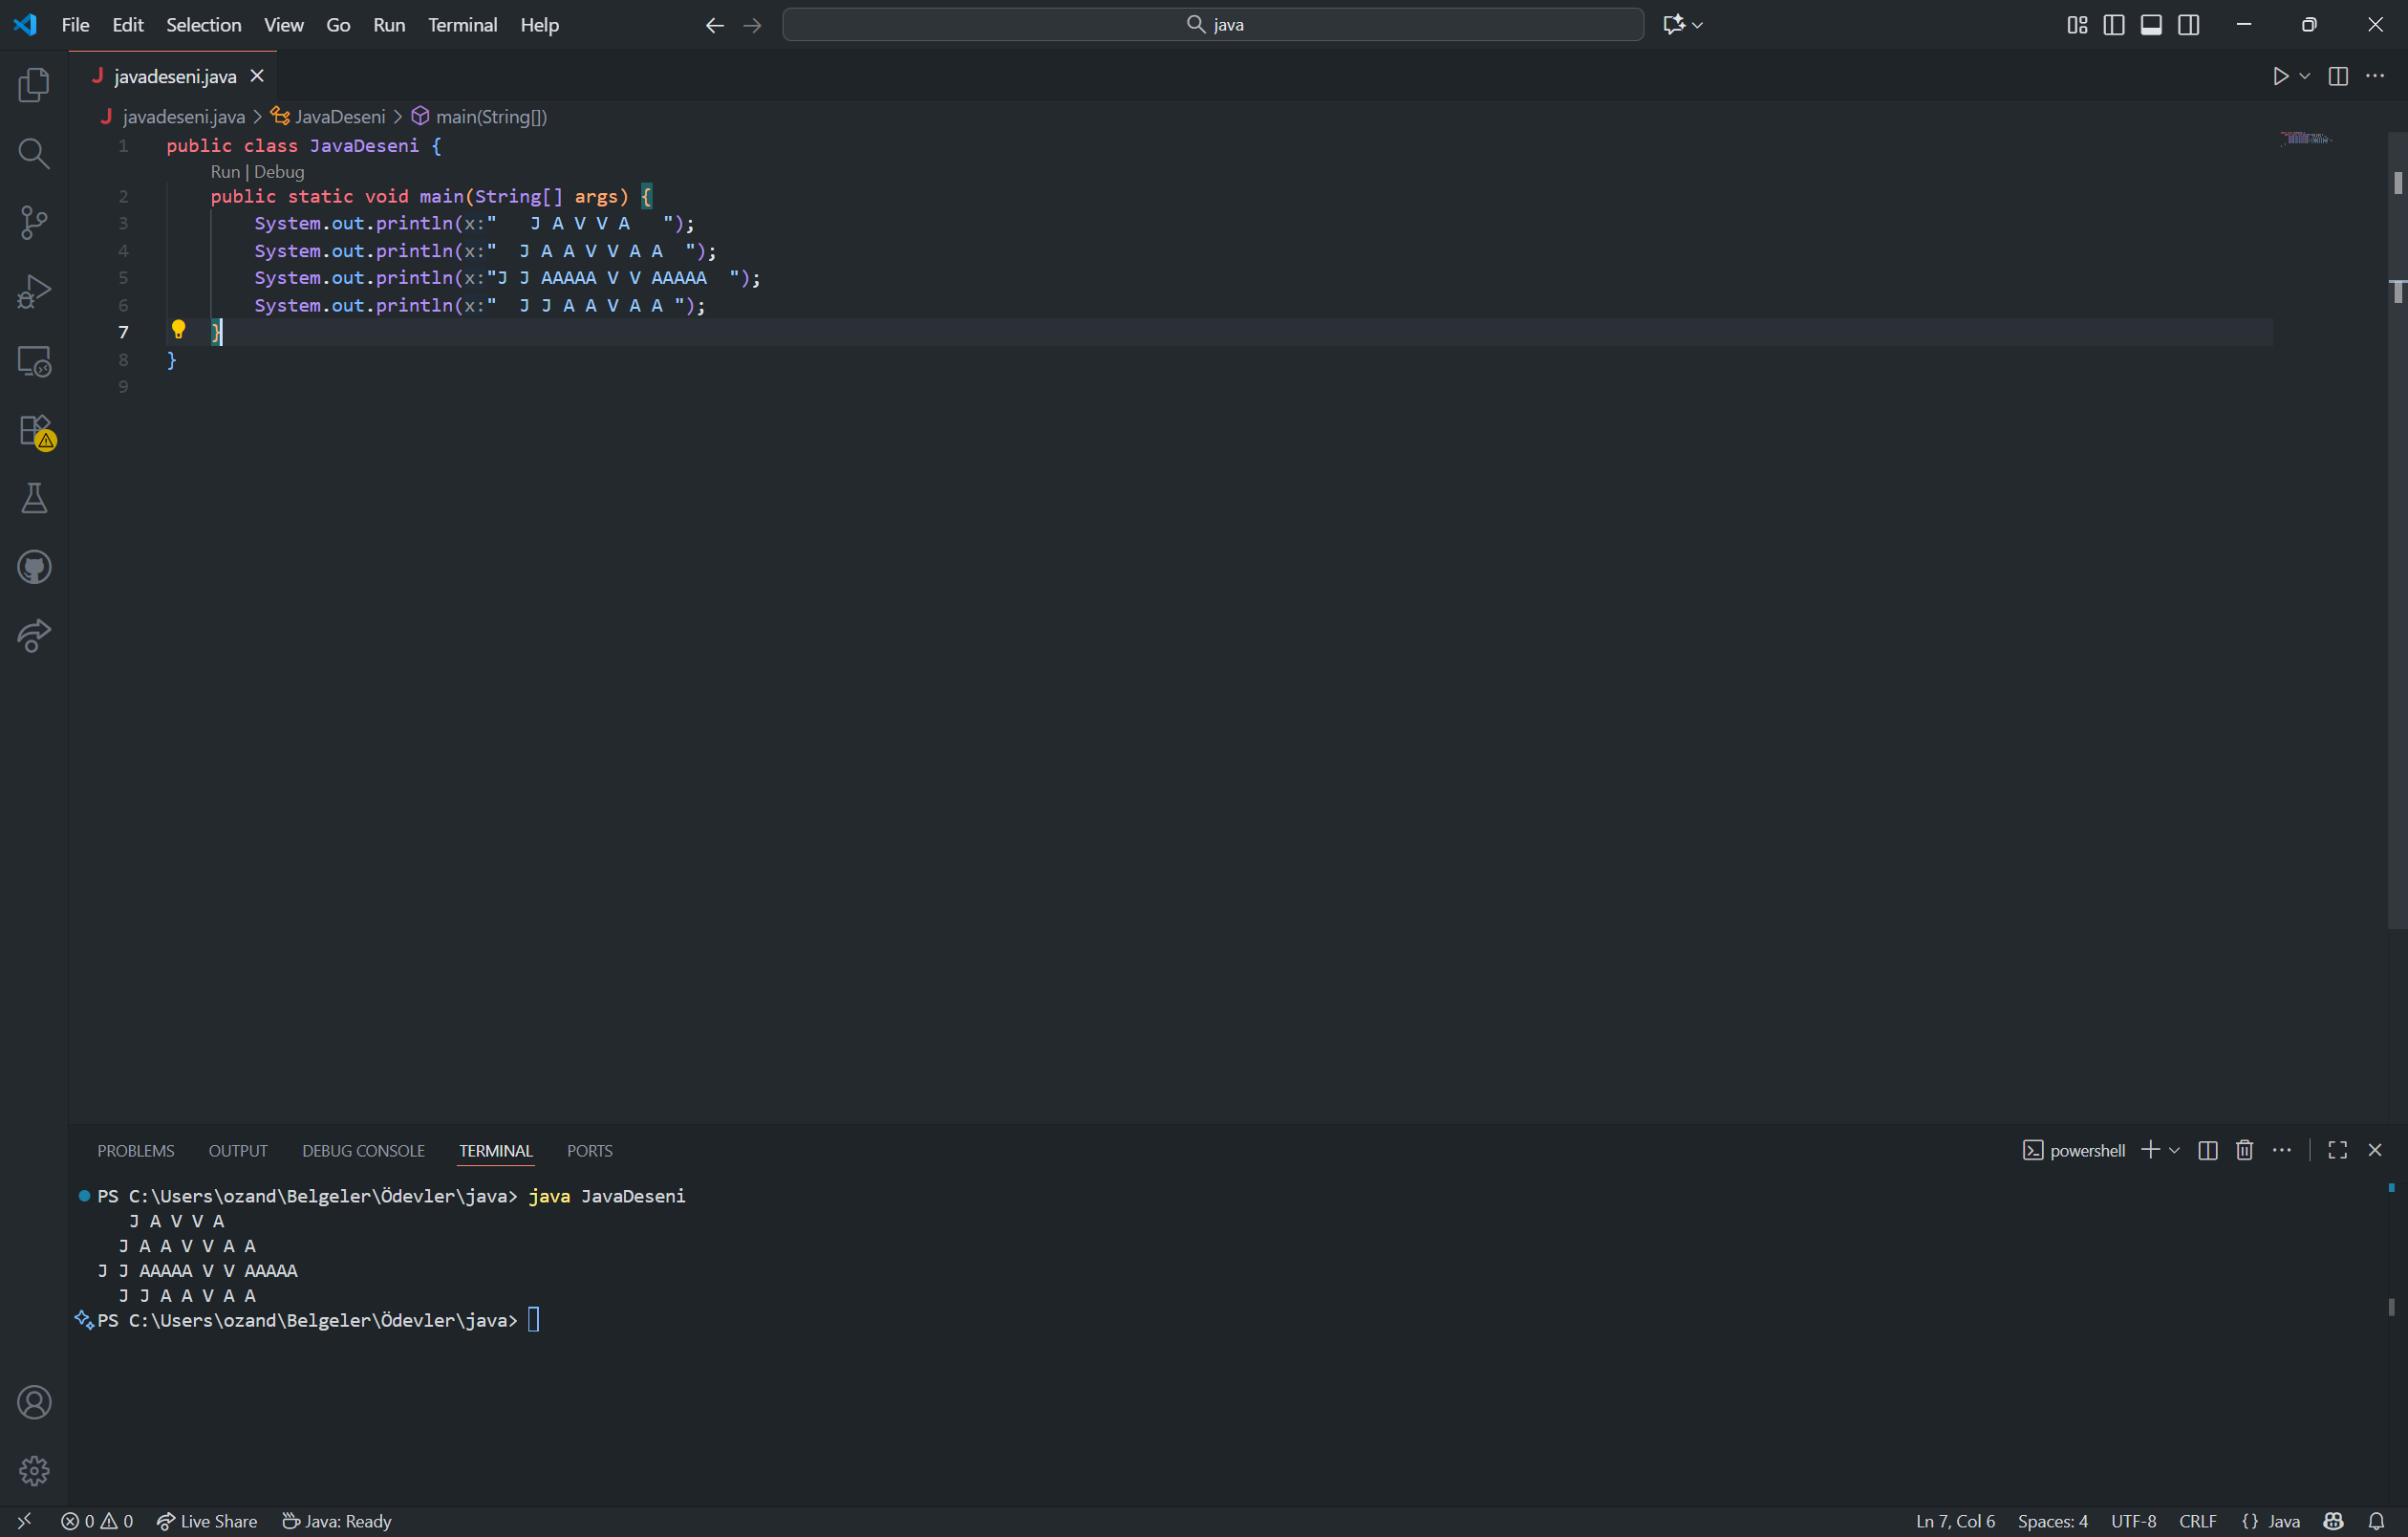 File Edit Selection View Go Run Terminal Help java
J javadeseni.java
J javadeseni.java > JavaDeseni > main(String[])
1 public class JavaDeseni {
Run | Debug
2     public static void main(String[] args) {
3         System.out.println(x:"   J A V V A   ");
4         System.out.println(x:"  J A A V V A A  ");
5         System.out.println(x:"J J AAAAA V V AAAAA  ");
6         System.out.println(x:"  J J A A V A A ");
7     }
8 }
9
PROBLEMS OUTPUT DEBUG CONSOLE TERMINAL PORTS powershell
PS C:\Users\ozand\Belgeler\Ödevler\java> java JavaDeseni
   J A V V A
  J A A V V A A
J J AAAAA V V AAAAA
  J J A A V A A
PS C:\Users\ozand\Belgeler\Ödevler\java>
0 0 Live Share Java: Ready Ln 7, Col 6 Spaces: 4 UTF-8 CRLF {} Java